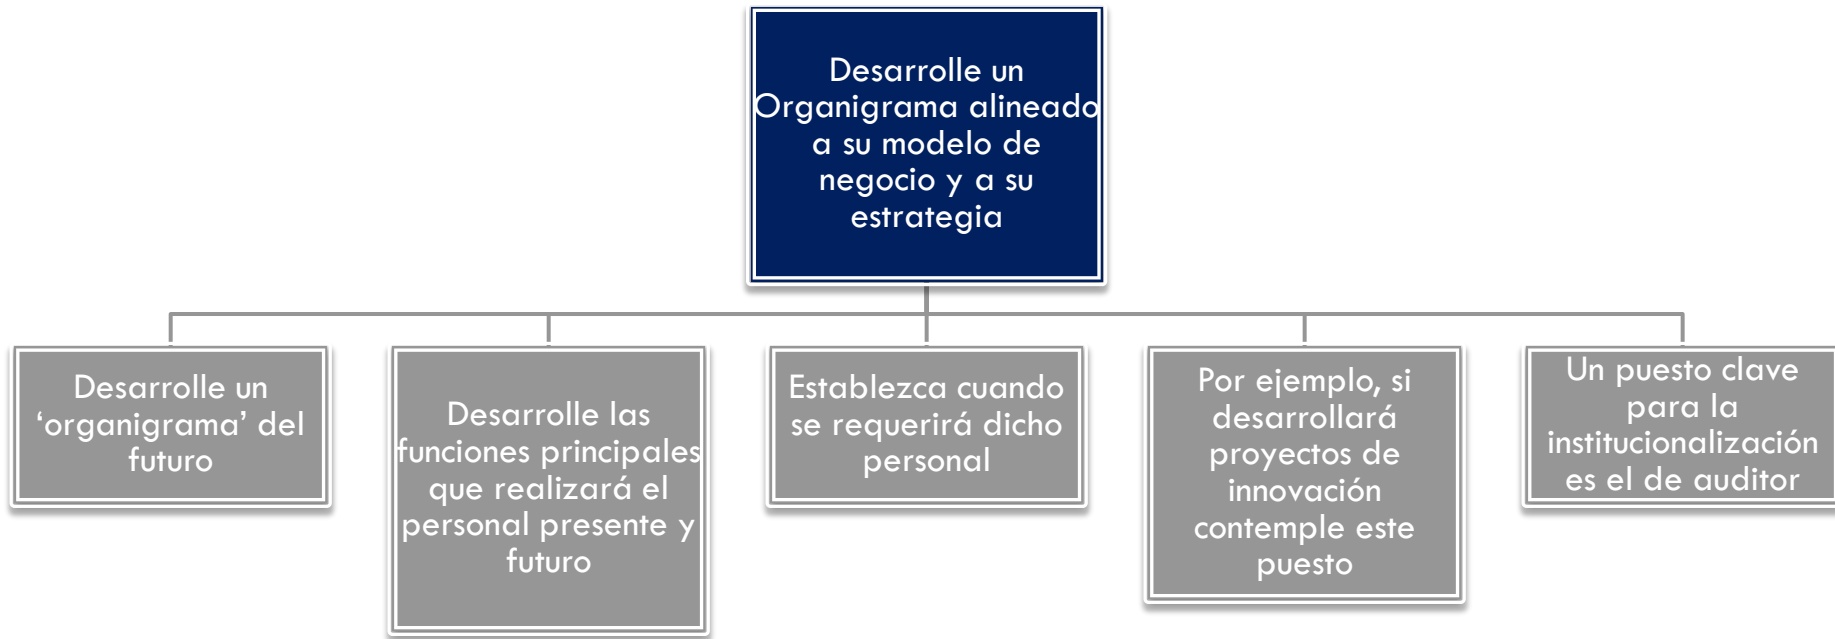 Desarrolle un
Organigrama alineado
a su modelo de
negocio y a su
estrategia
Desarrolle un
‘organigrama’ del
futuro
Desarrolle las
funciones principales
que realizará el
personal presente y
futuro
Establezca cuando
se requerirá dicho
personal
Por ejemplo, si
desarrollará
proyectos de
innovación
contemple este
puesto
Un puesto clave
para la
institucionalización
es el de auditor